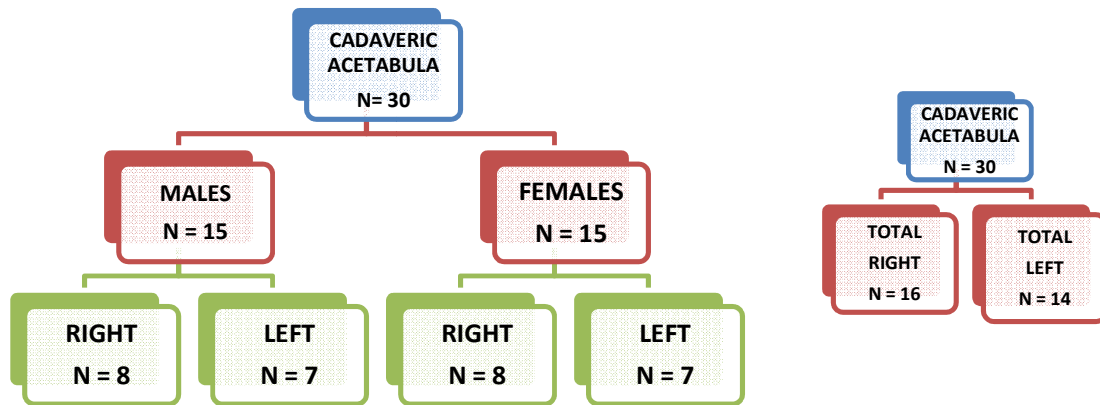 CADAVERIC
ACETABULA
N= 30
MALES
N = 15
FEMALES
N = 15
RIGHT
N = 8
LEFT
N = 7
RIGHT
N = 8
LEFT
N = 7
CADAVERIC
ACETABULA
N = 30
TOTAL
RIGHT
N = 16
TOTAL
LEFT
N = 14